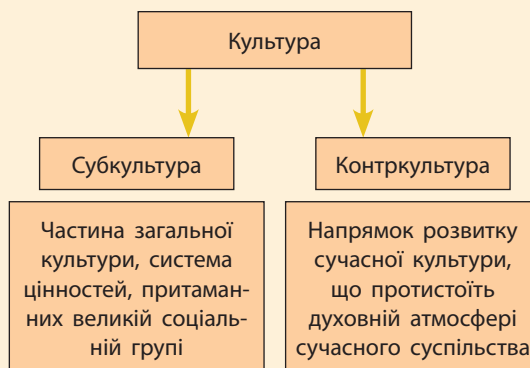 Культура
Субкультура
Контркультура
Частина загальної
культури, система
цінностей, притаман-
них великій соціаль-
ній групі
Напрямок розвитку
сучасної культури,
що протистоїть
духовній атмосфері
сучасного суспільства